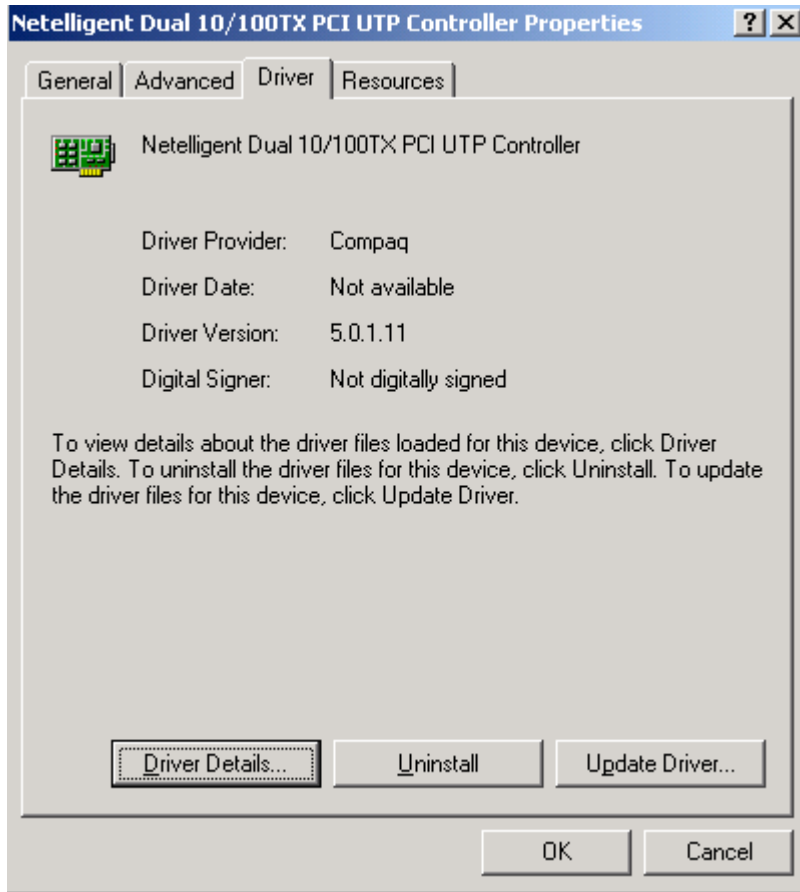 Netelligent Dual 10/100TX PCI UTP Controller Properties
General Advanced Driver Resources
Netelligent Dual 10/100TX PCI UTP Controller
Driver Provider: Compaq
Driver Date: Not available
Driver Version: 5.0.1.11
Digital Signer: Not digitally signed
To view details about the driver files loaded for this device, click Driver
Details. To uninstall the driver files for this device, click Uninstall. To update
the driver files for this device, click Update Driver.
Driver Details... Uninstall Update Driver...
OK Cancel